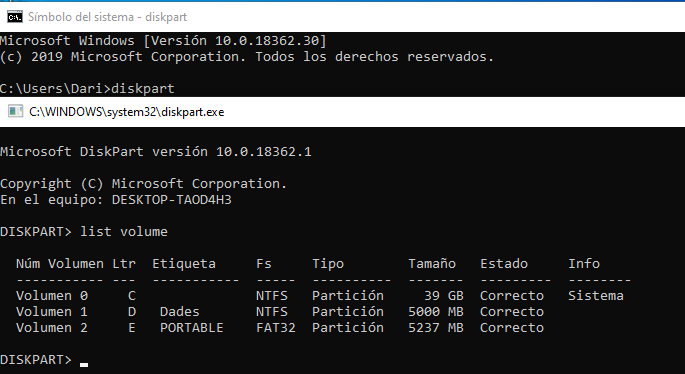 Símbolo del sistema - diskpart
Microsoft Windows [Versión 10.0.18362.30]
(c) 2019 Microsoft Corporation. Todos los derechos reservados.
C:\Users\Dari>diskpart
C:\WINDOWS\system32\diskpart.exe
Microsoft DiskPart versión 10.0.18362.1
Copyright (C) Microsoft Corporation.
En el equipo: DESKTOP-TAOD4H3
DISKPART> list volume
Núm Volumen Ltr  Etiqueta     Fs     Tipo        Tamaño   Estado     Info
----------- ---  -----------  -----  ----------  -------  ---------  --------
Volumen 0     C                NTFS   Partición     39 GB  Correcto   Sistema
Volumen 1     D   Dades        NTFS   Partición   5000 MB  Correcto
Volumen 2     E   PORTABLE     FAT32  Partición   5237 MB  Correcto
DISKPART>